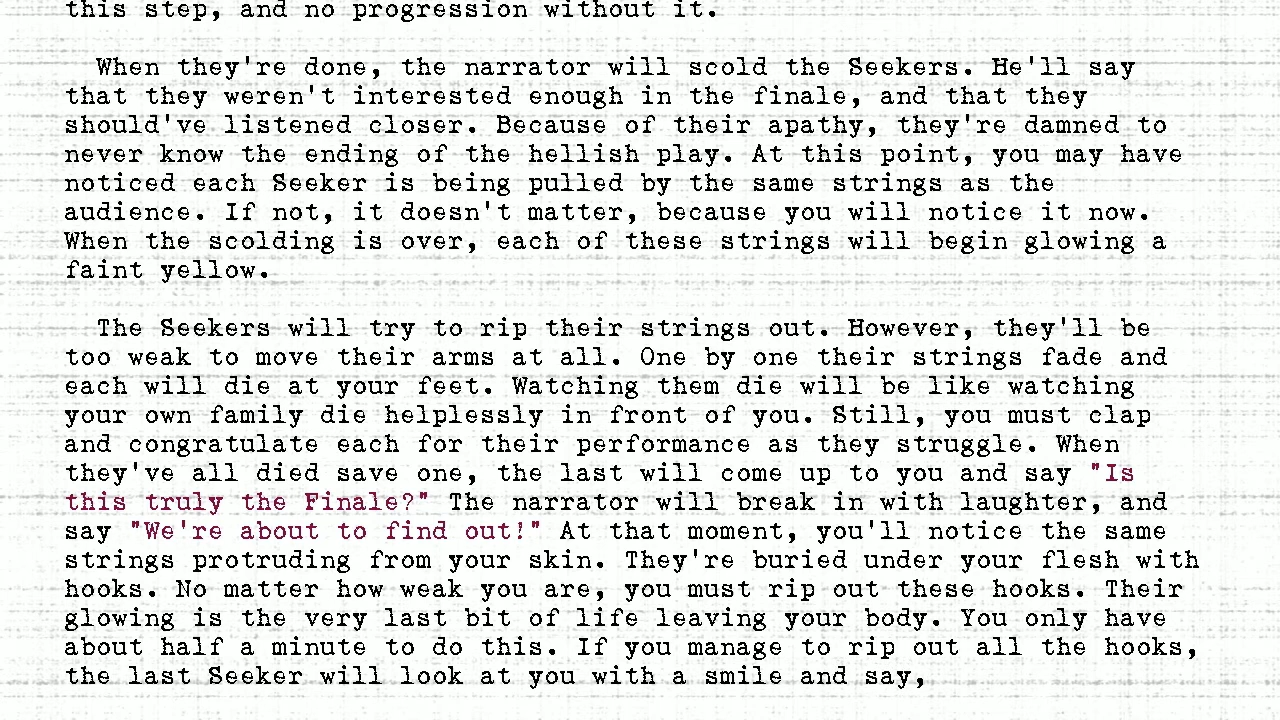 this step, and no progression without it.
When they're done, the narrator will scold the Seekers. He'll say
that they weren't interested enough in the finale, and that they
should've listened closer. Because of their apathy, they're damned to
never know the ending of the hellish play. At this point, you may have
noticed each Seeker is being pulled by the same strings as the
audience. If not, it doesn't matter, because you will notice it now.
When the scolding is over, each of these strings will begin glowing a
faint yellow.
The Seekers will try to rip their strings out. However, they'll be
too weak to move their arms at all. One by one their strings fade and
each will die at your feet. Watching them die will be like watching
your own family die helplessly in front of you. Still, you must clap
and congratulate each for their performance as they struggle. When
they've all died save one, the last will come up to you and say "Is
this truly the Finale?" The narrator will break in with laughter, and
say "We're about to find out!" At that moment, you'll notice the same
strings protruding from your skin. They're buried under your flesh with
hooks. No matter how weak you are, you must rip out these hooks. Their
glowing is the very last bit of life leaving your body. You only have
about half a minute to do this. If you manage to rip out all the hooks,
the last Seeker will look at you with a smile and say,